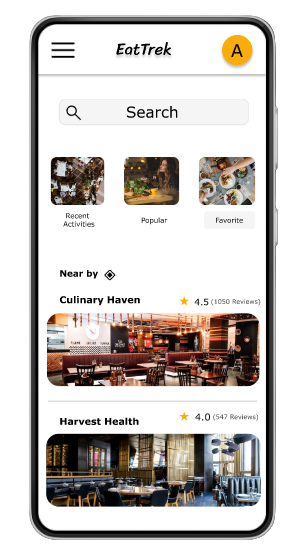 EatTrek
A
Search
Recent
Activities
Popular
Favorite
Near by
Culinary Haven
4.5 (1050 Reviews)
Harvest Health
4.0 (547 Reviews)